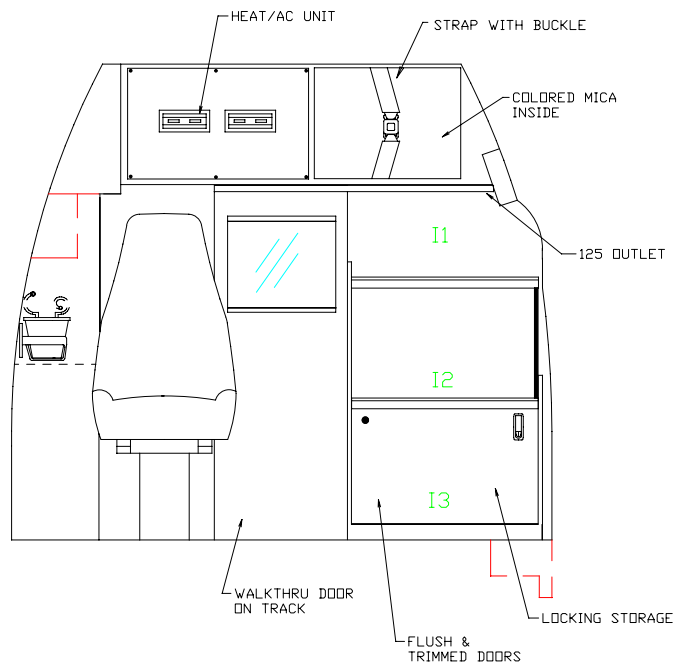 HEAT/AC UNIT
STRAP WITH BUCKLE
COLORED MICA
INSIDE
I1
125 OUTLET
I2
I3
WALKTHRU DOOR
ON TRACK
LOCKING STORAGE
FLUSH &
TRIMMED DOORS